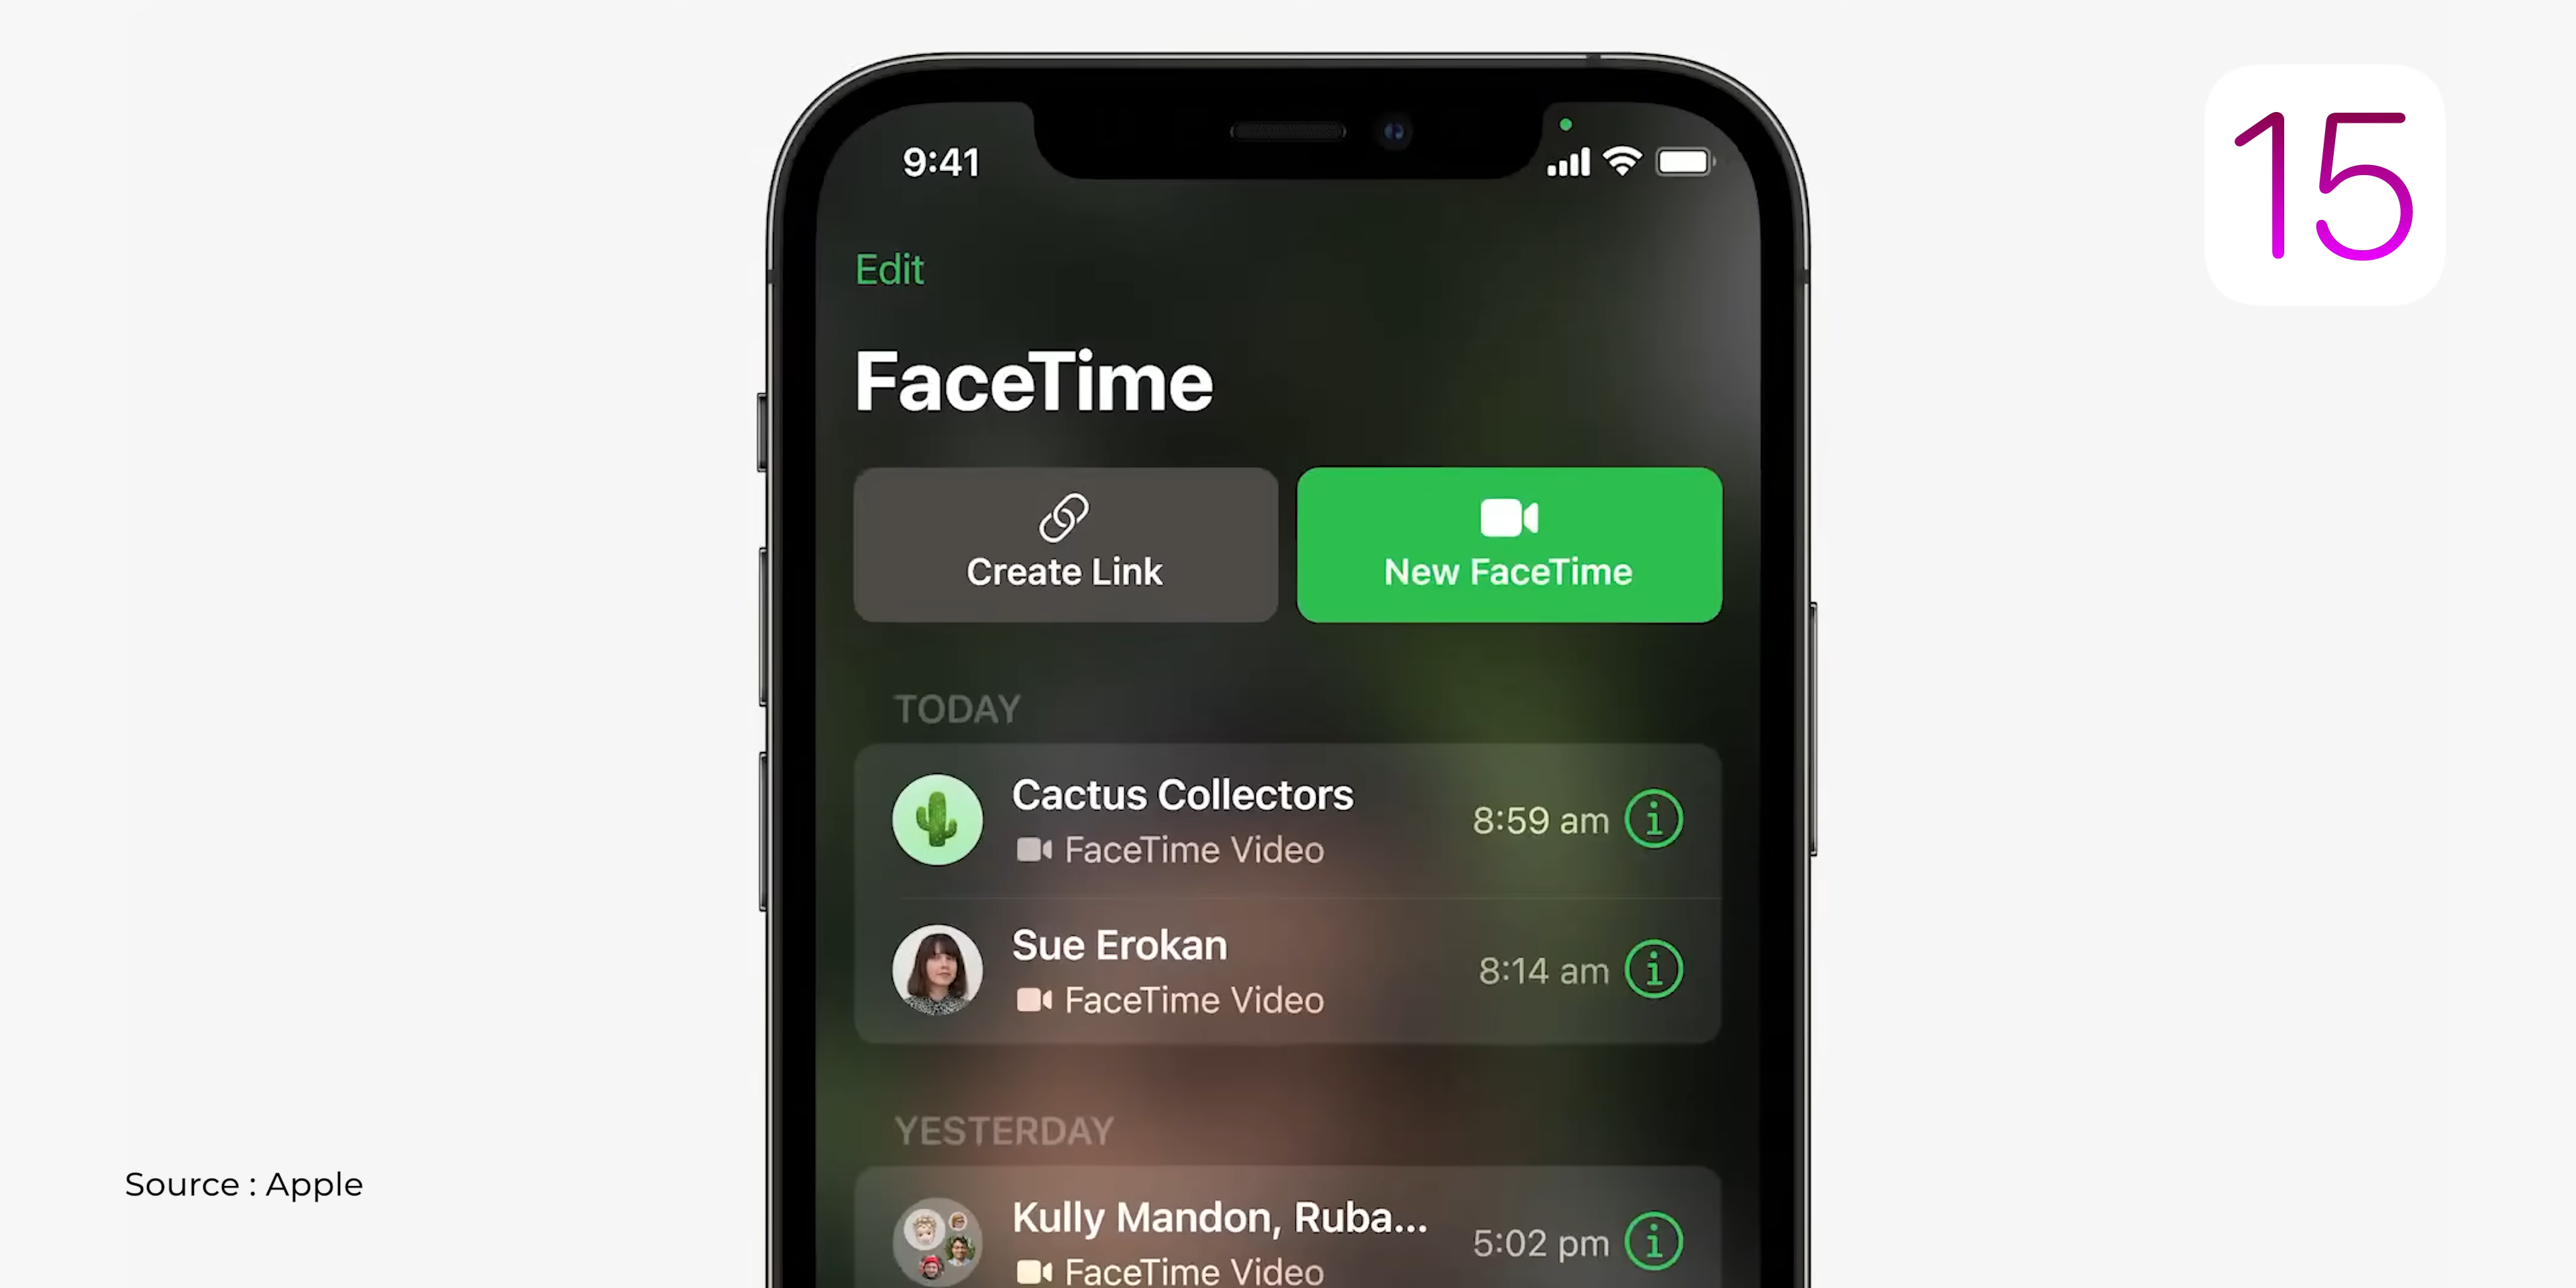 15
9:41
Edit
FaceTime
Create Link
New FaceTime
TODAY
Cactus Collectors
FaceTime Video
8:59 am
Sue Erokan
FaceTime Video
8:14 am
YESTERDAY
Kully Mandon, Ruba...
FaceTime Video
5:02 pm
Source : Apple